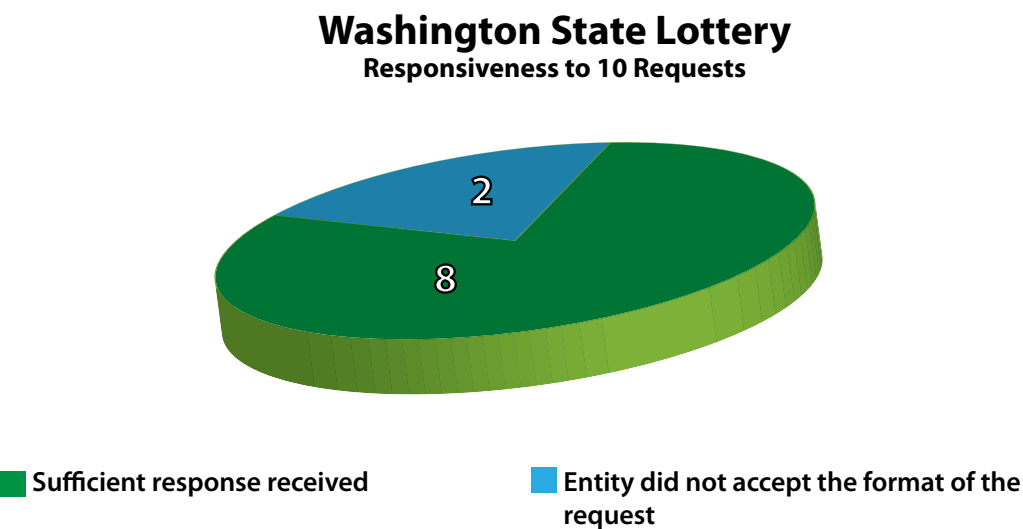 Washington State Lottery
Responsiveness to 10 Requests
2
8
Sufficient response received
Entity did not accept the format of the
request